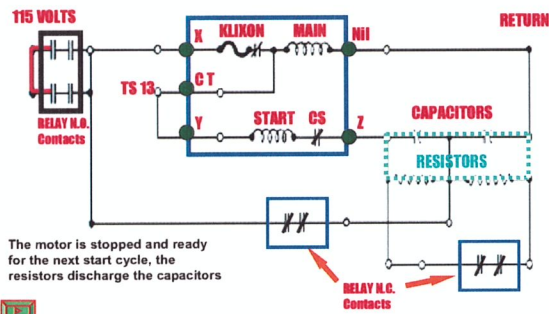 115 VOLTS
RETURN
X
KLIXON
MAIN
Nil
TS 13
C T
Y
START
CS
Z
CAPACITORS
RESISTORS
RELAY N.O.
Contacts
The motor is stopped and ready
for the next start cycle, the
resistors discharge the capacitors
RELAY N.C.
Contacts